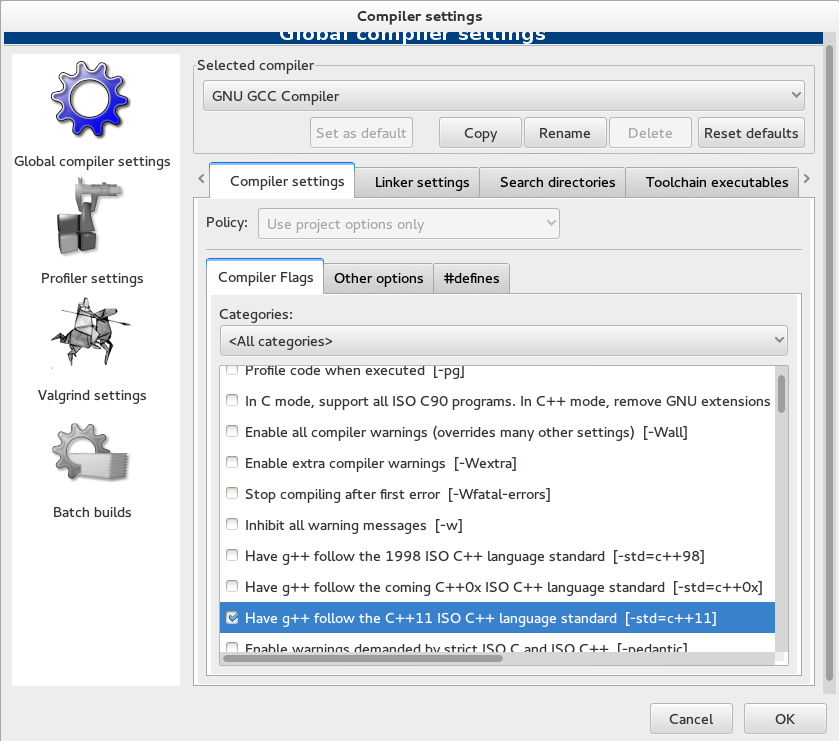 Compiler settings
Global compiler settings
Global compiler settings
Profiler settings
Valgrind settings
Batch builds
Selected compiler
GNU GCC Compiler
Set as default Copy Rename Delete Reset defaults
Compiler settings Linker settings Search directories Toolchain executables
Policy: Use project options only
Compiler Flags Other options #defines
Categories:
<All categories>
Profile code when executed [-pg]
In C mode, support all ISO C90 programs. In C++ mode, remove GNU extensions
Enable all compiler warnings (overrides many other settings) [-Wall]
Enable extra compiler warnings [-Wextra]
Stop compiling after first error [-Wfatal-errors]
Inhibit all warning messages [-w]
Have g++ follow the 1998 ISO C++ language standard [-std=c++98]
Have g++ follow the coming C++0x ISO C++ language standard [-std=c++0x]
Have g++ follow the C++11 ISO C++ language standard [-std=c++11]
Enable warnings demanded by strict ISO C and ISO C++ [-pedantic]
Cancel OK